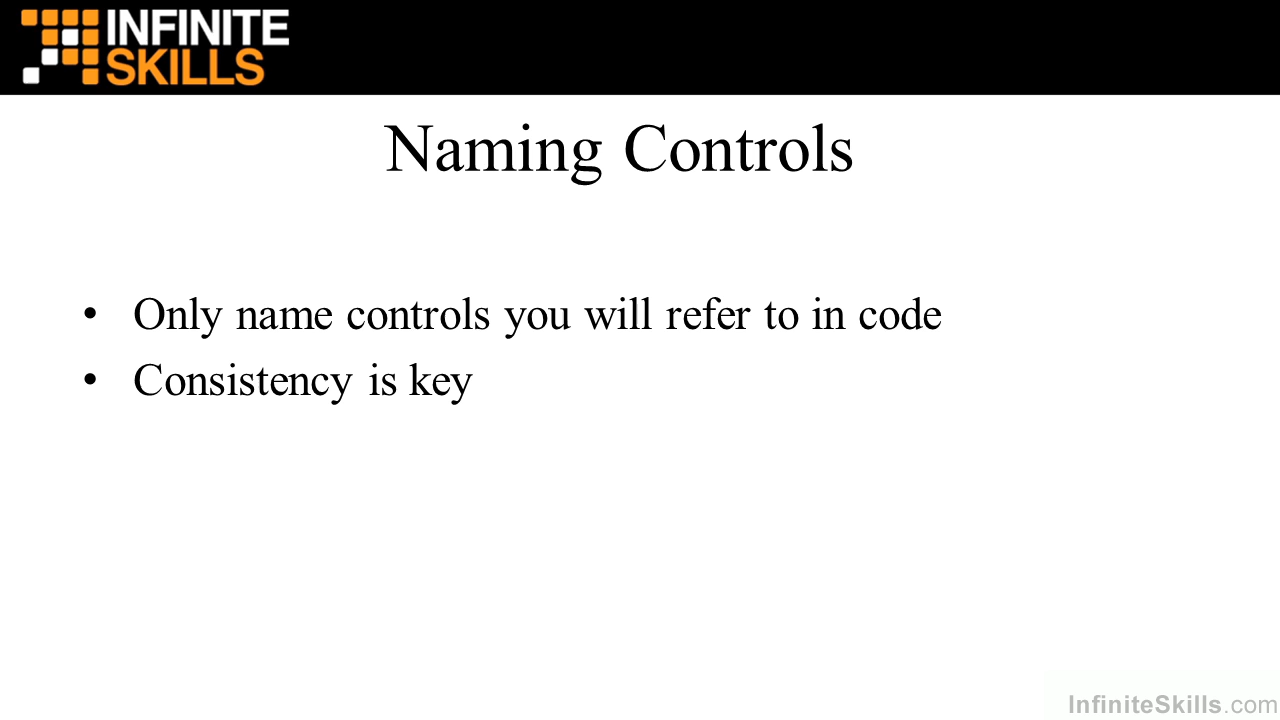 INFINITE
SKILLS
Naming Controls
• Only name controls you will refer to in code
• Consistency is key
InfiniteSkills.com